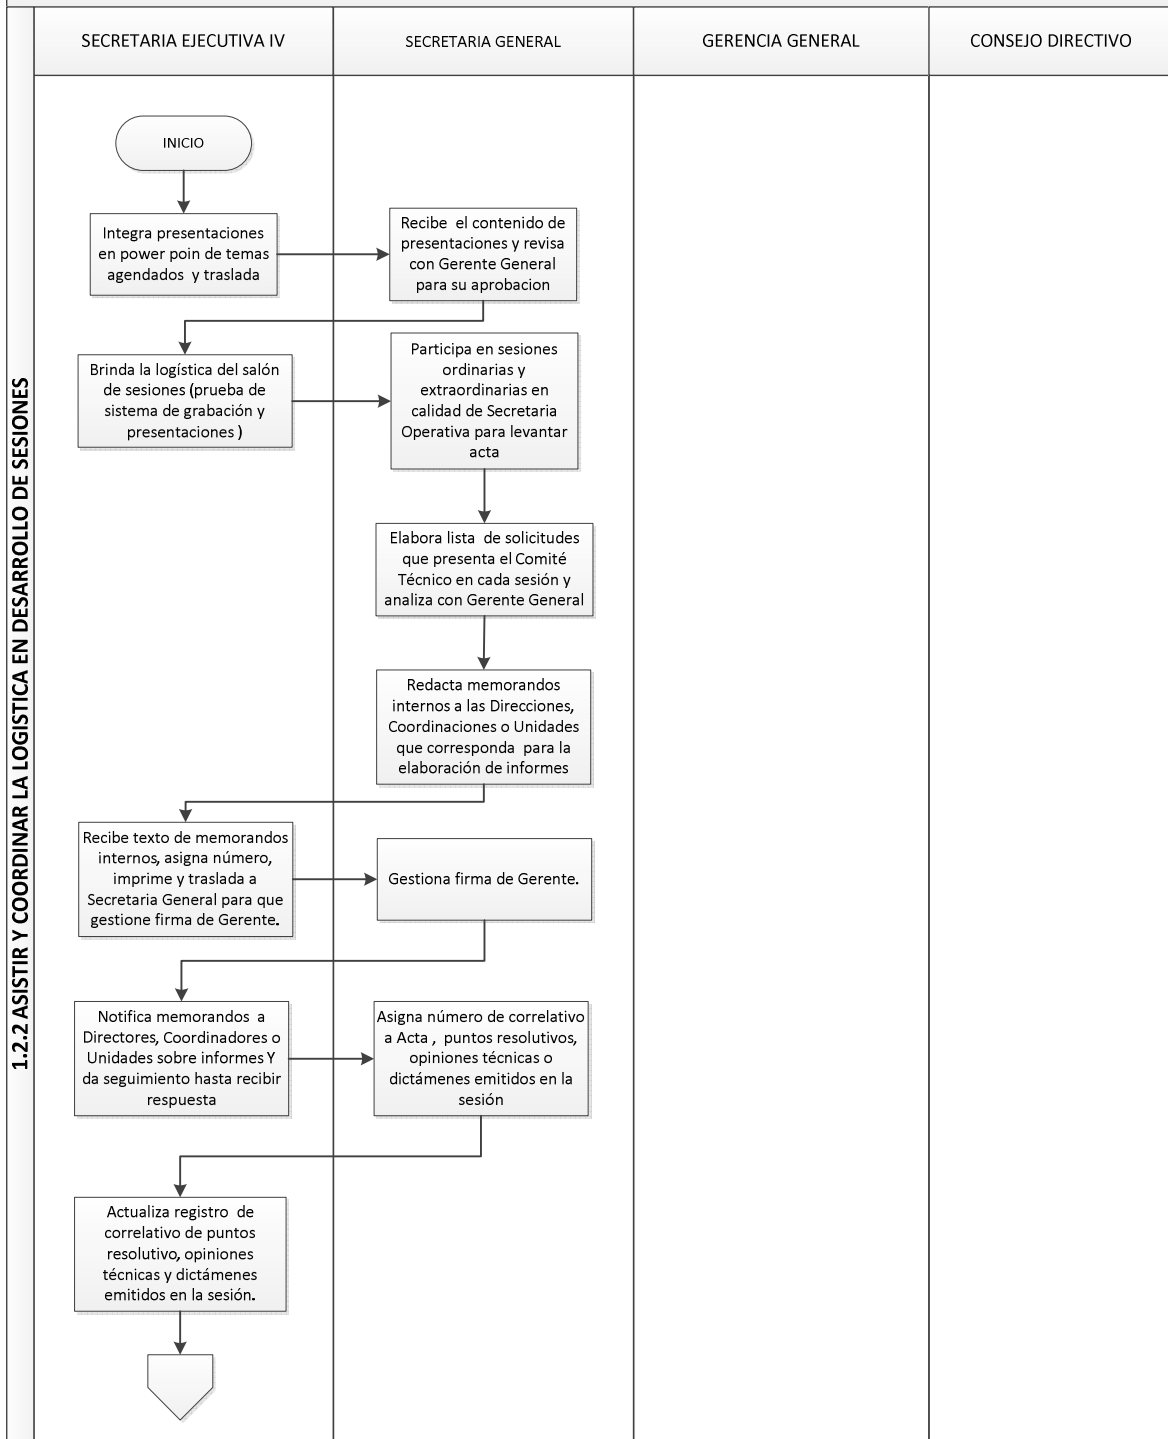 SECRETARIA EJECUTIVA IV
SECRETARIA GENERAL
GERENCIA GENERAL
CONSEJO DIRECTIVO
1.2.2 ASISTIR Y COORDINAR LA LOGISTICA EN DESARROLLO DE SESIONES
INICIO
Integra presentaciones
en power poin de temas
agendados y traslada
Recibe el contenido de
presentaciones y revisa
con Gerente General
para su aprobacion
Brinda la logística del salón
de sesiones (prueba de
sistema de grabación y
presentaciones )
Participa en sesiones
ordinarias y
extraordinarias en
calidad de Secretaria
Operativa para levantar
acta
Elabora lista de solicitudes
que presenta el Comité
Técnico en cada sesión y
analiza con Gerente General
Redacta memorandos
internos a las Direcciones,
Coordinaciones o Unidades
que corresponda para la
elaboración de informes
Recibe texto de memorandos
internos, asigna número,
imprime y traslada a
Secretaria General para que
gestione firma de Gerente.
Gestiona firma de Gerente.
Notifica memorandos a
Directores, Coordinadores o
Unidades sobre informes Y
da seguimiento hasta recibir
respuesta
Asigna número de correlativo
a Acta , puntos resolutivos,
opiniones técnicas o
dictámenes emitidos en la
sesión
Actualiza registro de
correlativo de puntos
resolutivo, opiniones
técnicas y dictámenes
emitidos en la sesión.